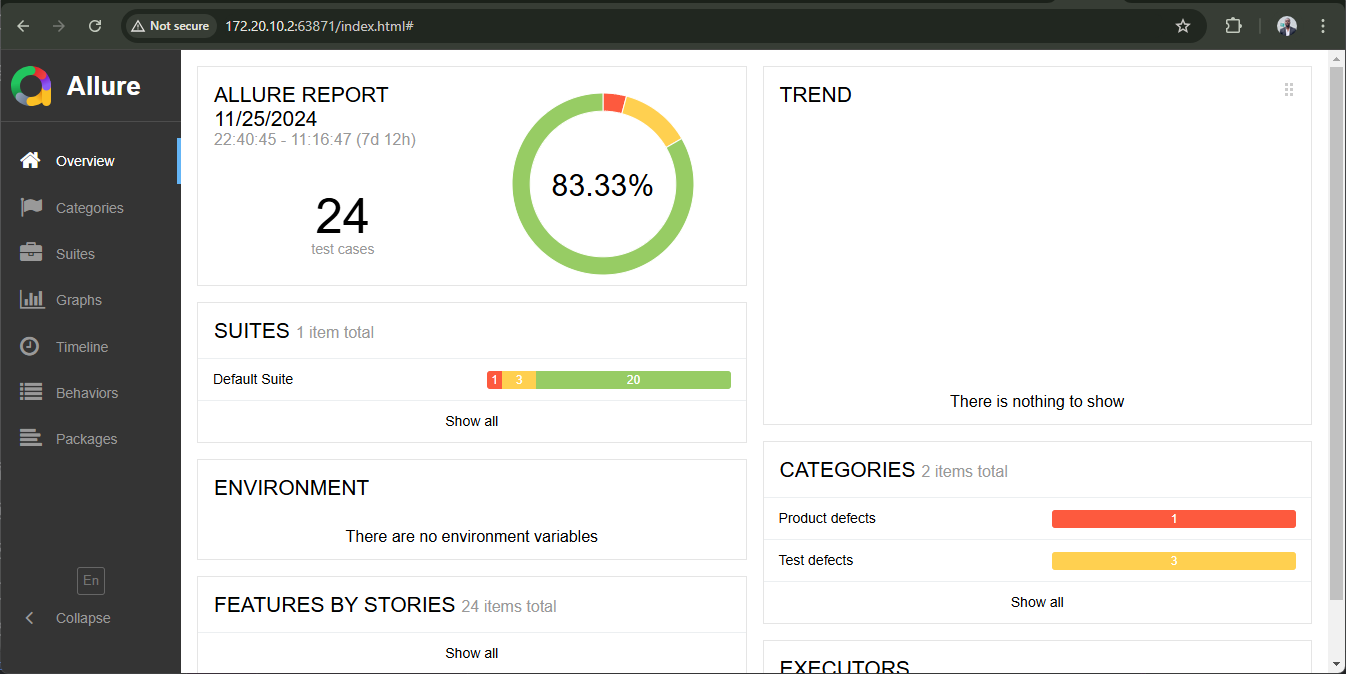 Not secure
172.20.10.2:63871/index.html#
Allure
Overview
Categories
Suites
Graphs
Timeline
Behaviors
Packages
En
Collapse
ALLURE REPORT
11/25/2024
22:40:45 - 11:16:47 (7d 12h)
24
test cases
83.33%
SUITES 1 item total
Default Suite 1 3 20
Show all
ENVIRONMENT
There are no environment variables
FEATURES BY STORIES 24 items total
Show all
TREND
There is nothing to show
CATEGORIES 2 items total
Product defects 1
Test defects 3
Show all
EXECUTORS